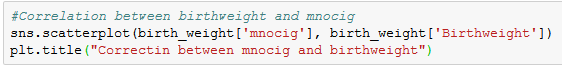 #Correlation between birthweight and mnocig
sns.scatterplot(birth_weight['mnocig'], birth_weight['Birthweight'])
plt.title("Correctin between mnocig and birthweight")